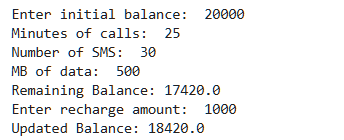 Enter initial balance:  20000
Minutes of calls:  25
Number of SMS:  30
MB of data:  500
Remaining Balance: 17420.0
Enter recharge amount:  1000
Updated Balance: 18420.0